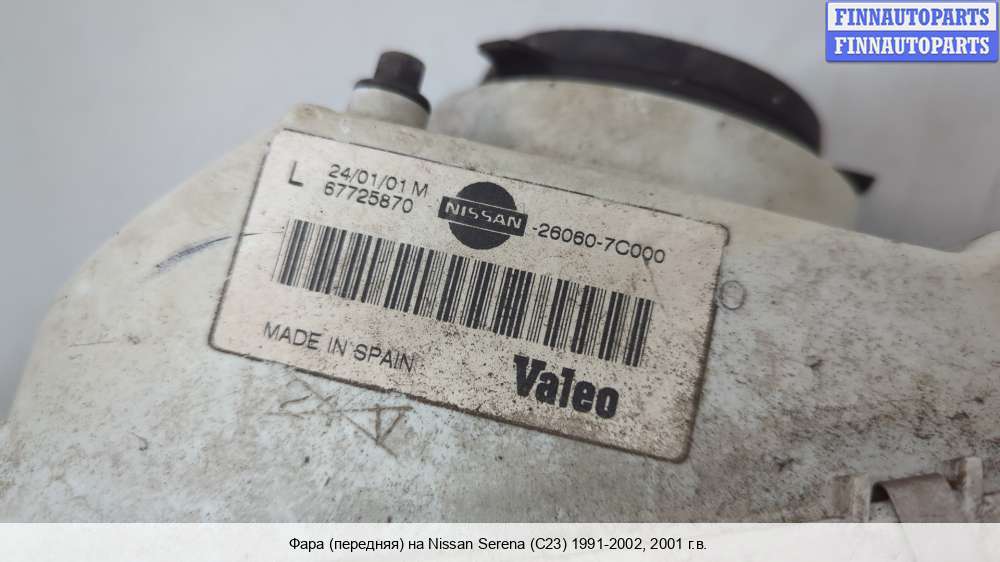 FINNAUTOPARTS
FINNAUTOPARTS
L 24/01/01 M
67725870
NISSAN
-26060-7C000
MADE IN SPAIN
Valeo
Фара (передняя) на Nissan Serena (C23) 1991-2002, 2001 г.в.